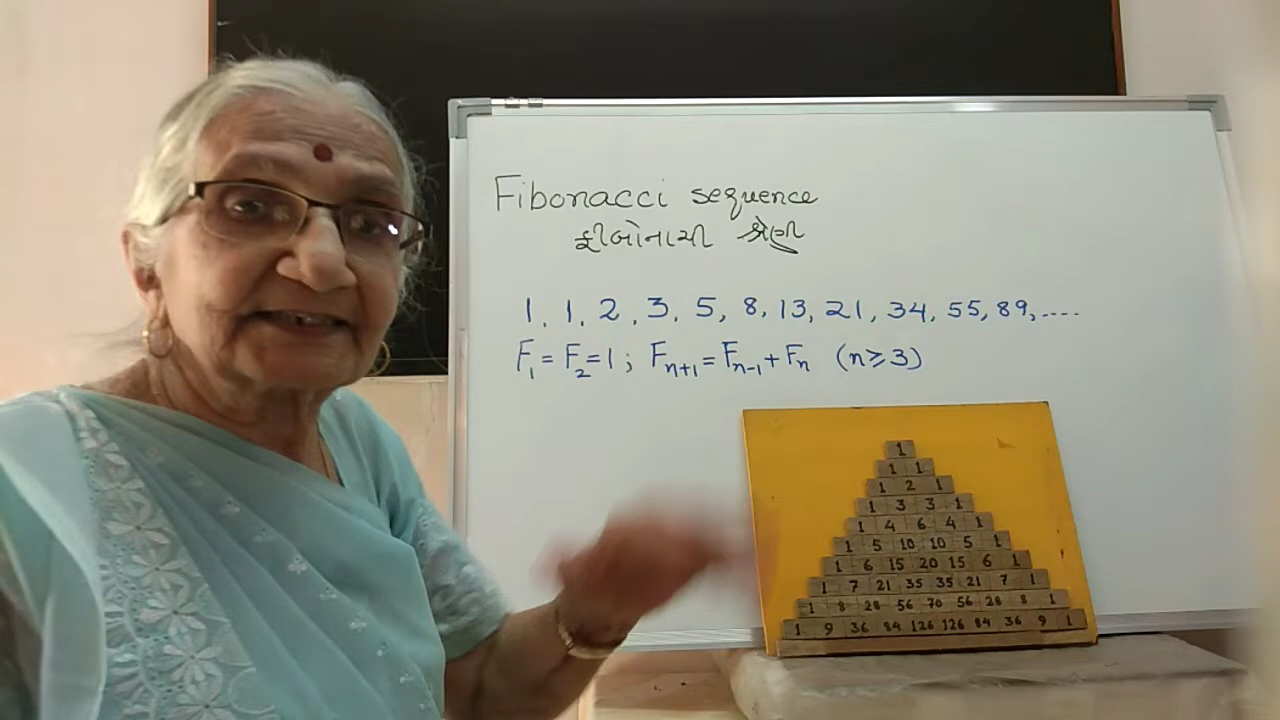 Fibonacci sequence
ફીબોનાચી શ્રેણી
1, 1, 2, 3, 5, 8, 13, 21, 34, 55, 89, ....
F₁ = F₂ = 1 ; Fₙ₊₁ = Fₙ₋₁ + Fₙ (n ≥ 3)
1
1 1
1 2 1
1 3 3 1
1 4 6 4 1
1 5 10 10 5 1
1 6 15 20 15 6 1
1 7 21 35 35 21 7 1
1 8 28 56 70 56 28 8 1
1 9 36 84 126 126 84 36 9 1